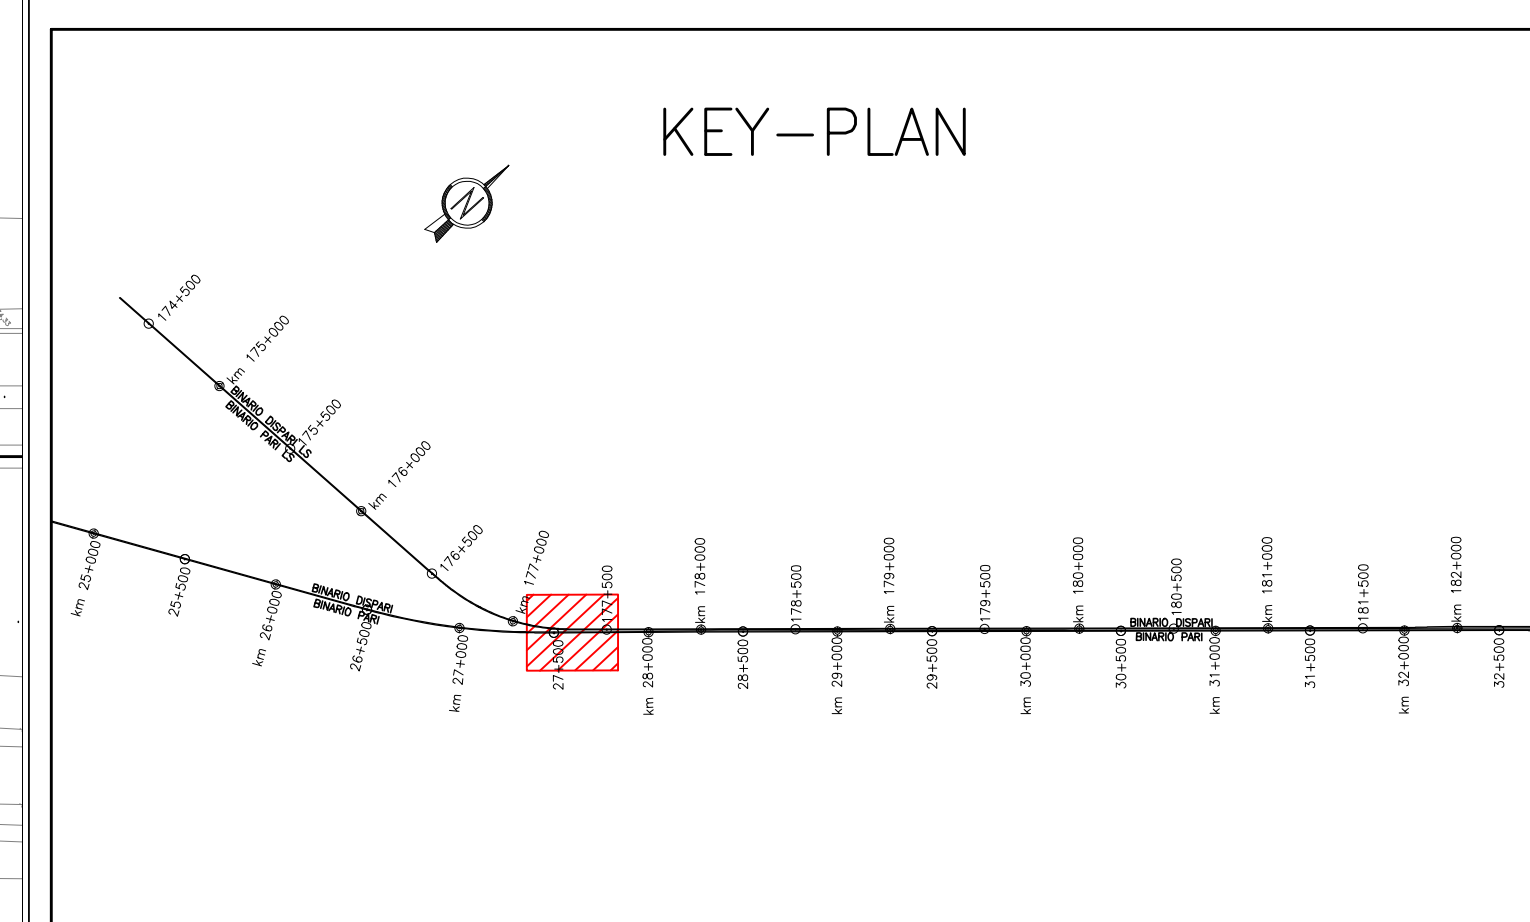 KEY-PLAN
N
174+500
km 175+000
BINARIO DISPARI LS
BINARIO PARI LS
175+500
km 176+000
176+500
km 177+000
177+500
km 178+000
178+500
km 179+000
179+500
km 180+000
180+500
km 181+000
181+500
km 182+000
BINARIO DISPARI
BINARIO PARI
BINARIO DISPARI
BINARIO PARI
km 25+000
25+500
km 26+000
26+500
km 27+000
27+500
km 28+000
28+500
km 29+000
29+500
km 30+000
30+500
km 31+000
31+500
km 32+000
32+500